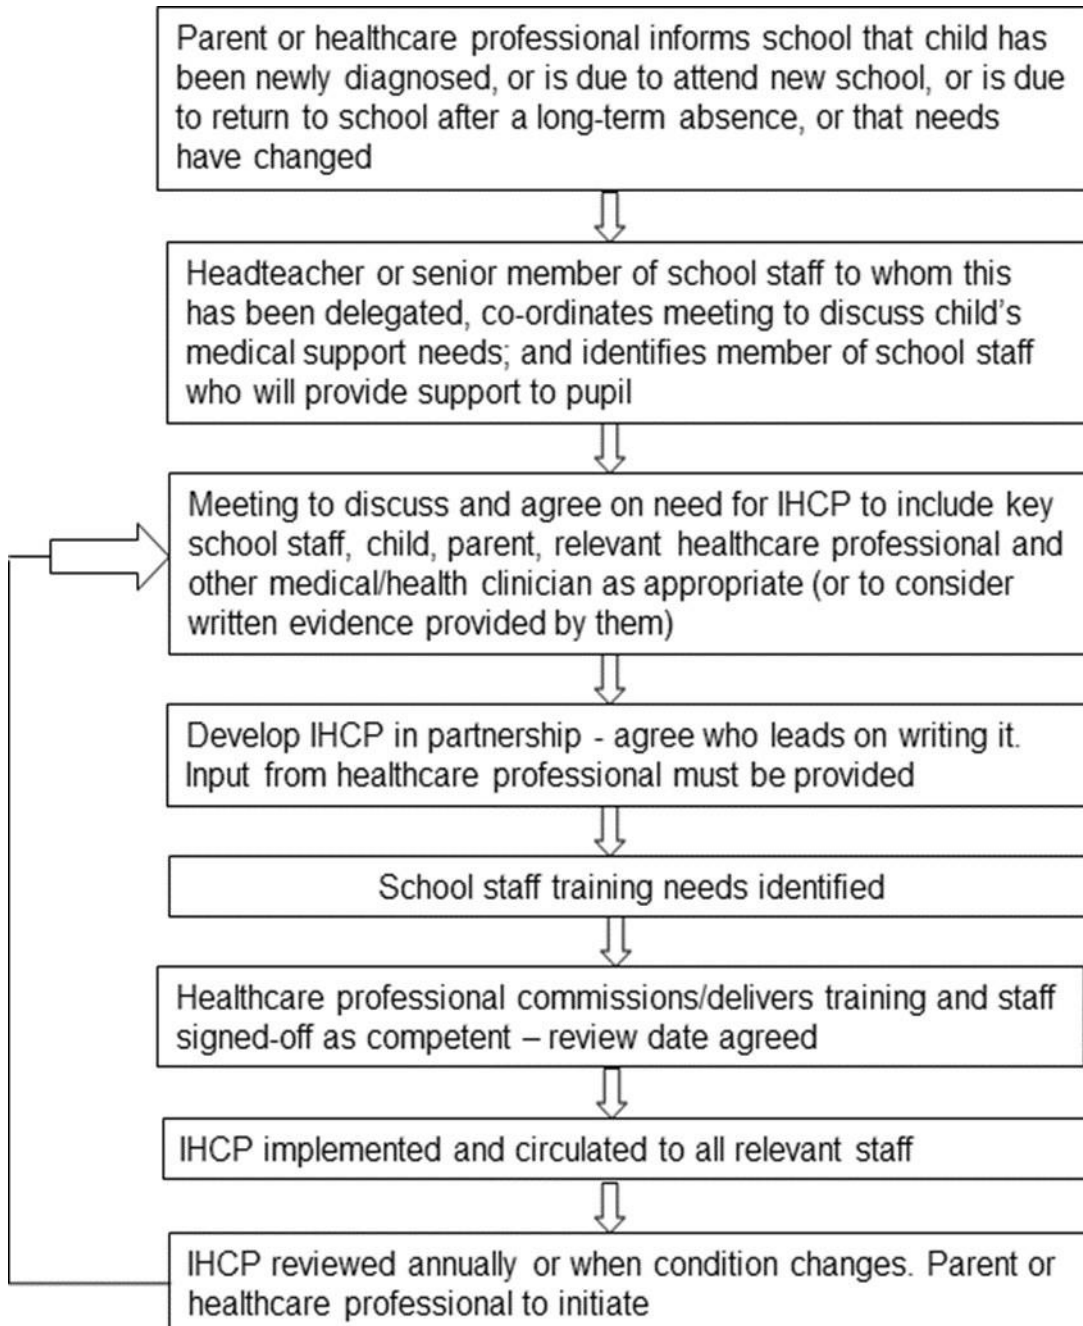 Parent or healthcare professional informs school that child has
been newly diagnosed, or is due to attend new school, or is due
to return to school after a long-term absence, or that needs
have changed
Headteacher or senior member of school staff to whom this
has been delegated, co-ordinates meeting to discuss child's
medical support needs; and identifies member of school staff
who will provide support to pupil
Meeting to discuss and agree on need for IHCP to include key
school staff, child, parent, relevant healthcare professional and
other medical/health clinician as appropriate (or to consider
written evidence provided by them)
Develop IHCP in partnership - agree who leads on writing it.
Input from healthcare professional must be provided
School staff training needs identified
Healthcare professional commissions/delivers training and staff
signed-off as competent – review date agreed
IHCP implemented and circulated to all relevant staff
IHCP reviewed annually or when condition changes. Parent or
healthcare professional to initiate